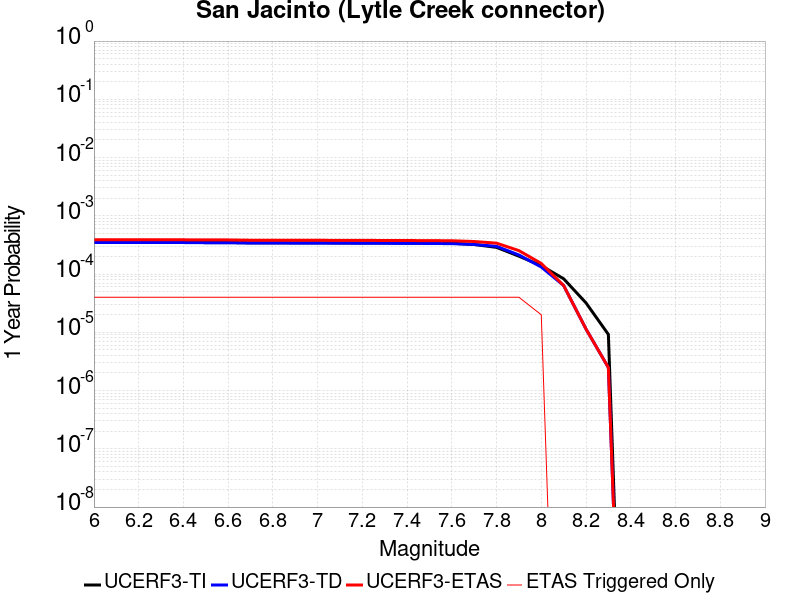 San Jacinto (Lytle Creek connector)
10^0
10^-1
10^-2
10^-3
10^-4
10^-5
10^-6
10^-7
10^-8
1 Year Probability
6 6.2 6.4 6.6 6.8 7 7.2 7.4 7.6 7.8 8 8.2 8.4 8.6 8.8 9
Magnitude
UCERF3-TI UCERF3-TD UCERF3-ETAS ETAS Triggered Only